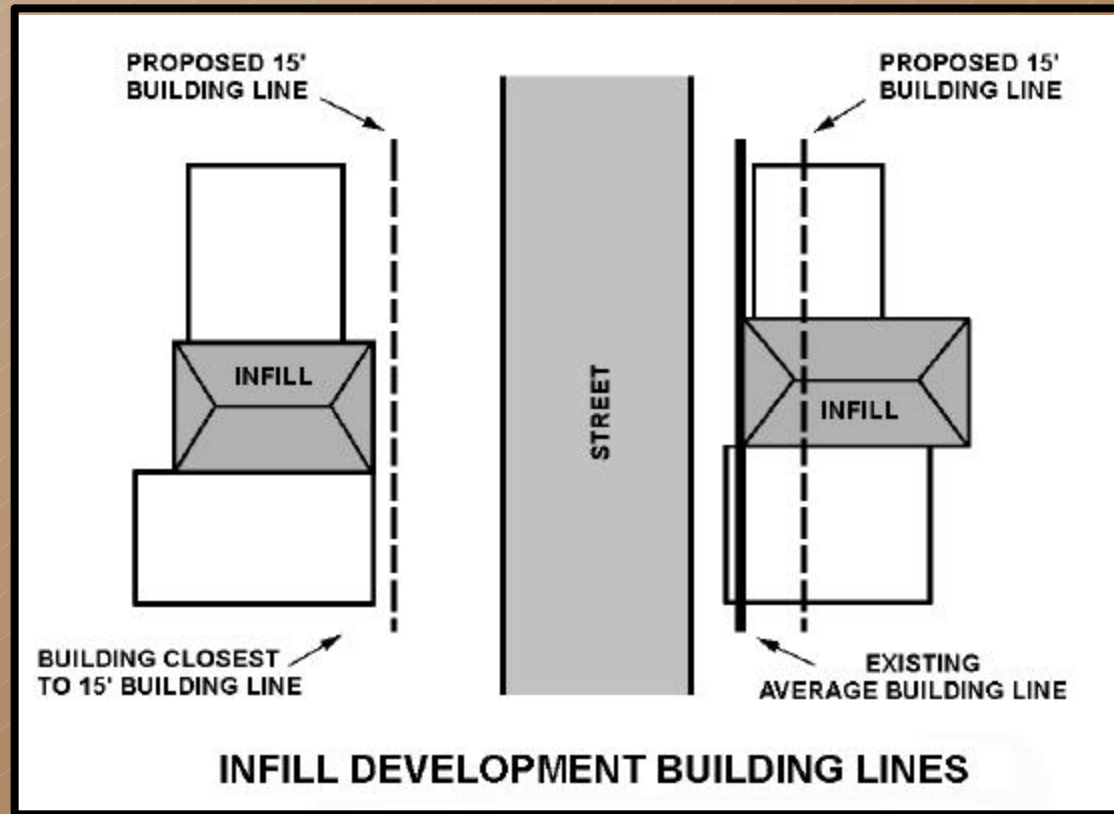 PROPOSED 15'
BUILDING LINE
PROPOSED 15'
BUILDING LINE
INFILL
STREET
INFILL
BUILDING CLOSEST
TO 15' BUILDING LINE
EXISTING
AVERAGE BUILDING LINE
INFILL DEVELOPMENT BUILDING LINES